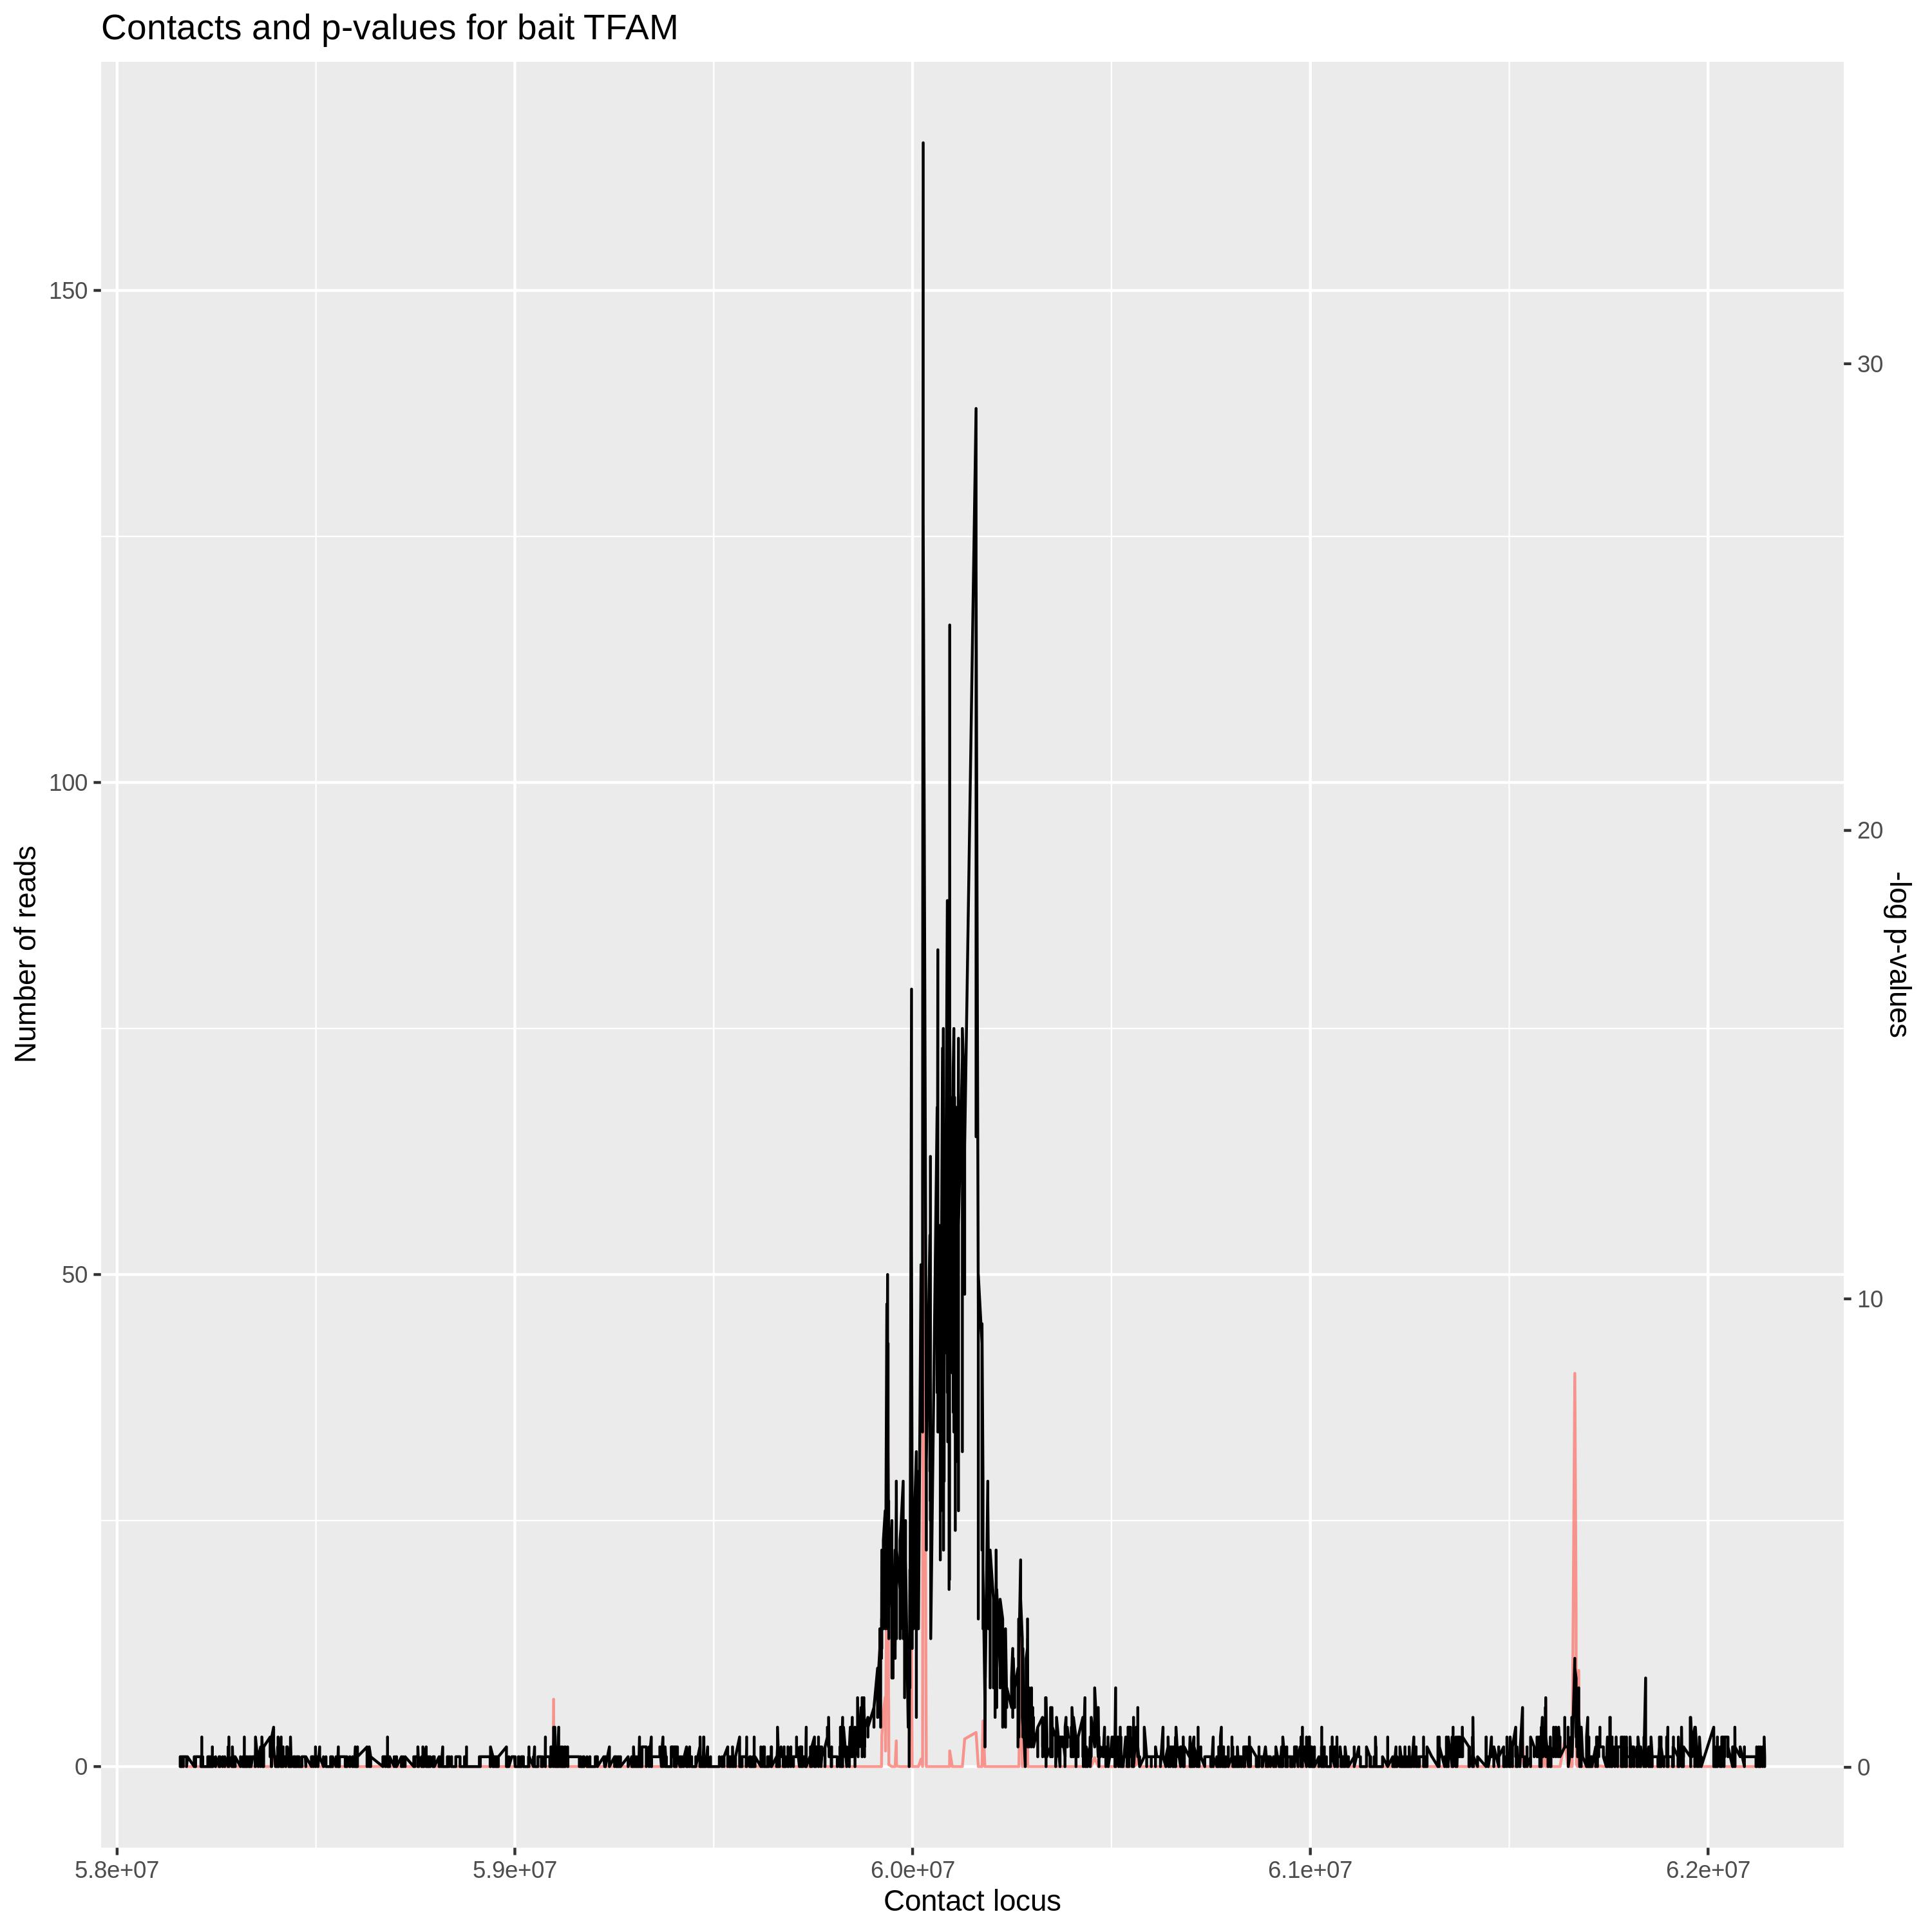 Contacts and p-values for bait TFAM
150
100
50
0
Number of reads
30
20
10
0
-log p-values
5.8e+07
5.9e+07
6.0e+07
6.1e+07
6.2e+07
Contact locus